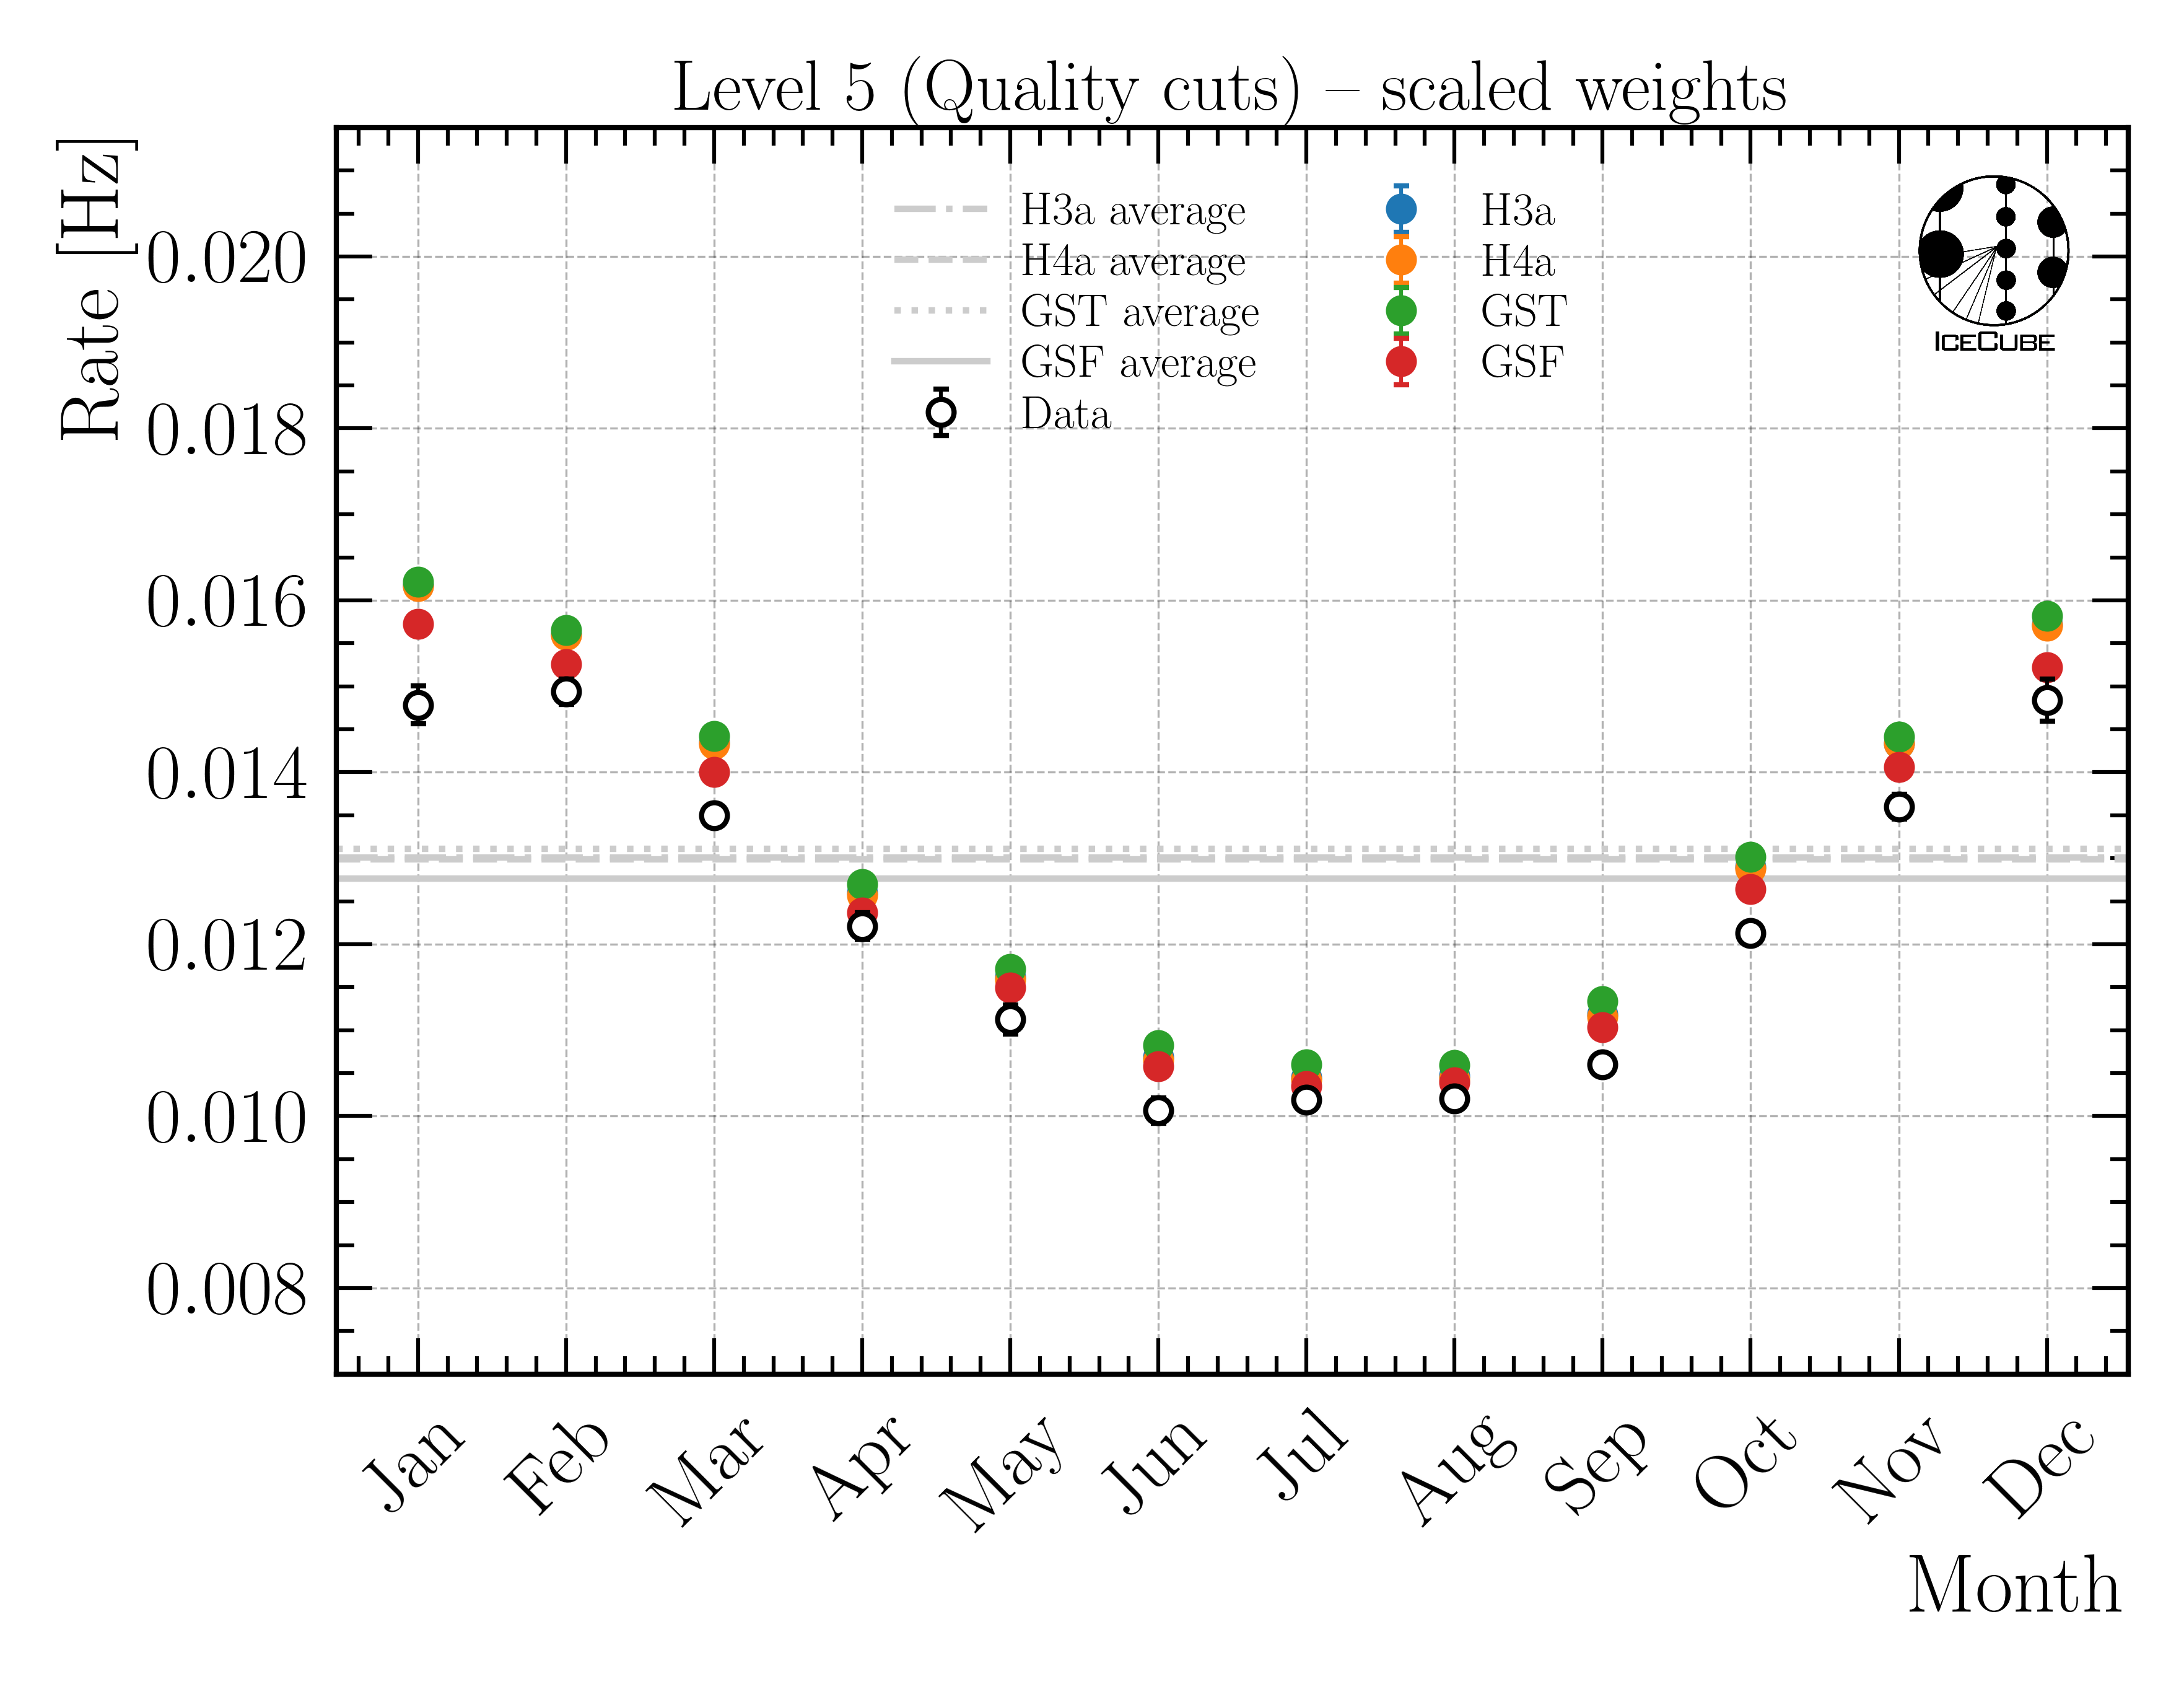 Level 5 (Quality cuts) – scaled weights
Rate [Hz]
0.020
0.018
0.016
0.014
0.012
0.010
0.008
H3a average
H4a average
GST average
GSF average
Data
H3a
H4a
GST
GSF
ICECUBE
Jan
Feb
Mar
Apr
May
Jun
Jul
Aug
Sep
Oct
Nov
Dec
Month